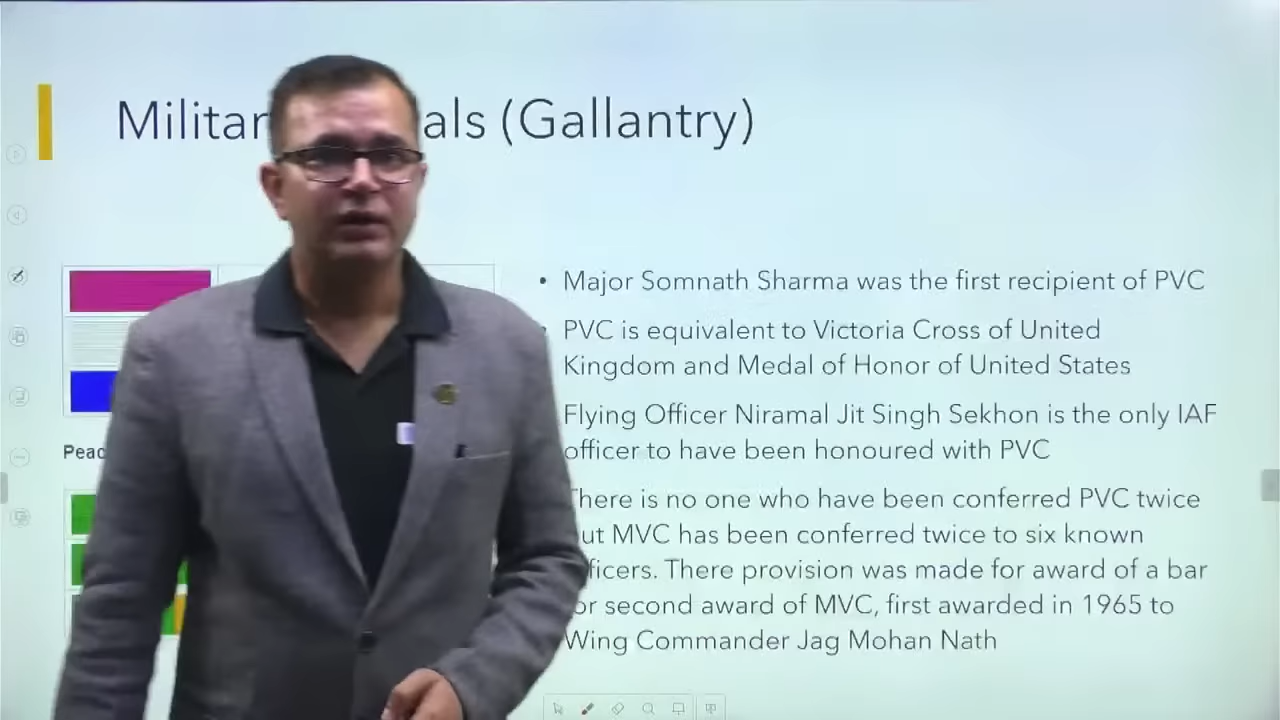 Militar als (Gallantry)
• Major Somnath Sharma was the first recipient of PVC
PVC is equivalent to Victoria Cross of United
Kingdom and Medal of Honor of United States
Flying Officer Niramal Jit Singh Sekhon is the only IAF
officer to have been honoured with PVC
There is no one who have been conferred PVC twice
ut MVC has been conferred twice to six known
fficers. There provision was made for award of a bar
or second award of MVC, first awarded in 1965 to
Wing Commander Jag Mohan Nath
Peac